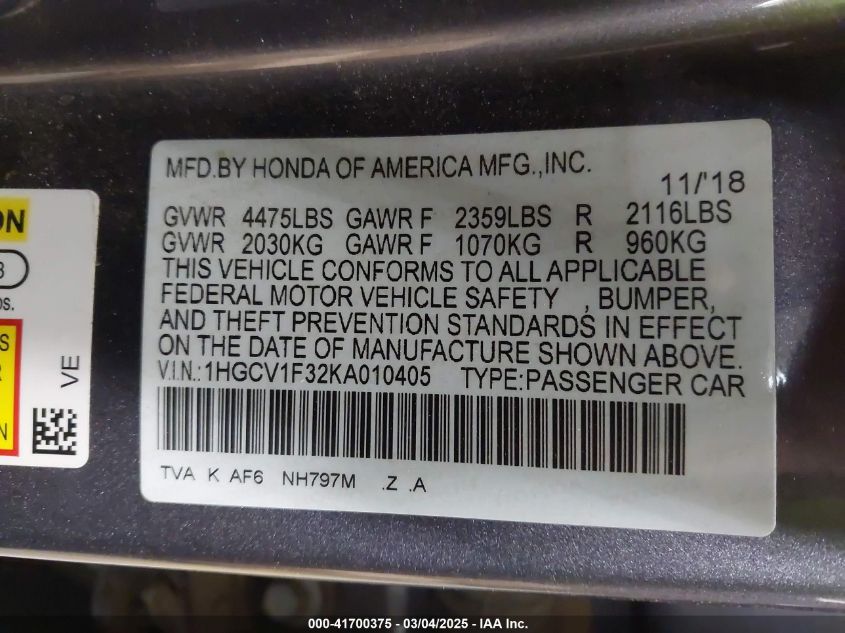 MFD.BY HONDA OF AMERICA MFG.,INC.
11/'18
GVWR 4475LBS GAWR F 2359LBS R 2116LBS
GVWR 2030KG GAWR F 1070KG R 960KG
THIS VEHICLE CONFORMS TO ALL APPLICABLE
FEDERAL MOTOR VEHICLE SAFETY , BUMPER,
AND THEFT PREVENTION STANDARDS IN EFFECT
ON THE DATE OF MANUFACTURE SHOWN ABOVE.
V.I.N.:1HGCV1F32KA010405 TYPE:PASSENGER CAR
TVA K AF6 NH797M .Z .A
VE
000-41700375 - 03/04/2025 - IAA Inc.